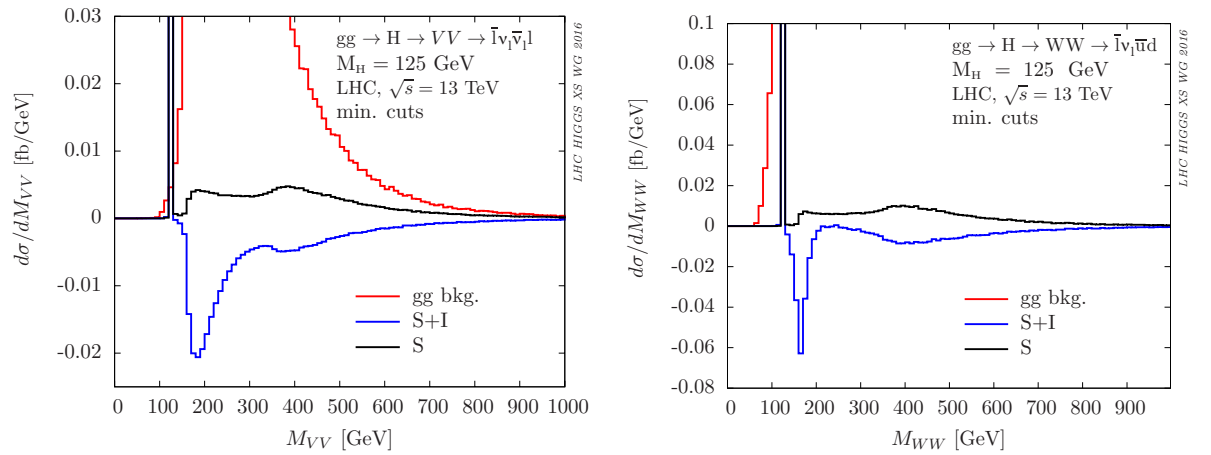 0.03
0.02
0.01
0
-0.01
-0.02
dσ/dM_VV [fb/GeV]
gg → H → VV → l̅ν_lν̅_l l
M_H = 125 GeV
LHC, √s = 13 TeV
min. cuts
LHC HIGGS XS WG 2016
gg bkg.
S+I
S
0 100 200 300 400 500 600 700 800 900 1000
M_VV [GeV]
0.1
0.08
0.06
0.04
0.02
0
-0.02
-0.04
-0.06
-0.08
dσ/dM_WW [fb/GeV]
gg → H → WW → l̅ν_l u̅d
M_H = 125 GeV
LHC, √s = 13 TeV
min. cuts
LHC HIGGS XS WG 2016
gg bkg.
S+I
S
0 100 200 300 400 500 600 700 800 900
M_WW [GeV]